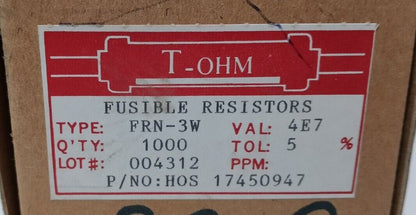 T-OHM
FUSIBLE RESISTORS
TYPE: FRN-3W VAL: 4E7
Q'TY: 1000 TOL: 5 %
LOT#: 004312 PPM:
P/NO:HOS 17450947